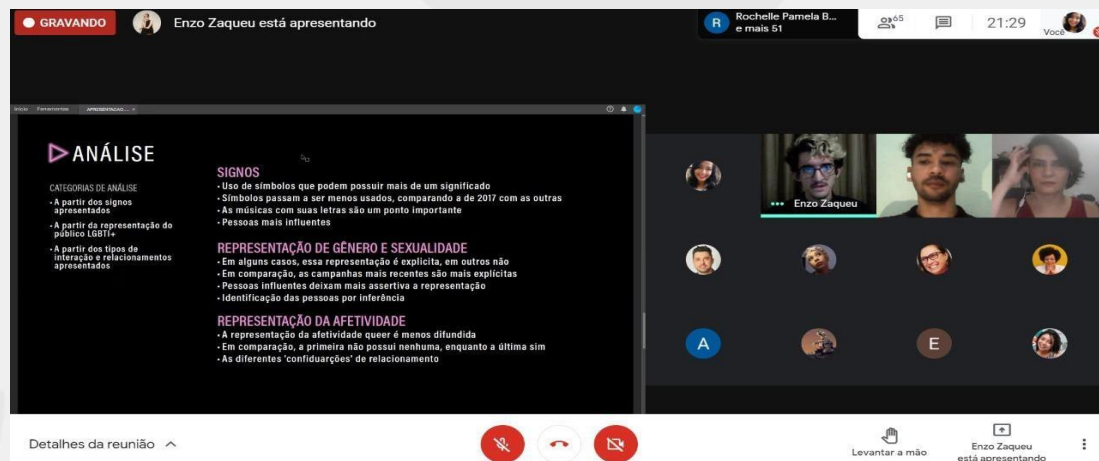 GRAVANDO
Enzo Zaqueu está apresentando
R
Rochelle Pamela B...
e mais 51
65
21:29
Você
Início Ferramentas APRESENTAÇAO...
ANÁLISE
CATEGORIAS DE ANÁLISE
• A partir dos signos
apresentados
• A partir da representação do
público LGBTI+
• A partir dos tipos de
interação e relacionamentos
apresentados
SIGNOS
• Uso de símbolos que podem possuir mais de um significado
• Símbolos passam a ser menos usados, comparando a de 2017 com as outras
• As músicas com suas letras são um ponto importante
• Pessoas mais influentes
REPRESENTAÇÃO DE GÊNERO E SEXUALIDADE
• Em alguns casos, essa representação é explicita, em outros não
• Em comparação, as campanhas mais recentes são mais explícitas
• Pessoas influentes deixam mais assertiva a representação
• Identificação das pessoas por inferência
REPRESENTAÇÃO DA AFETIVIDADE
• A representação da afetividade queer é menos difundida
• Em comparação, a primeira não possui nenhuma, enquanto a última sim
• As diferentes 'confiduarções' de relacionamento
Enzo Zaqueu
A
E
Detalhes da reunião
Levantar a mão
Enzo Zaqueu
está apresentando